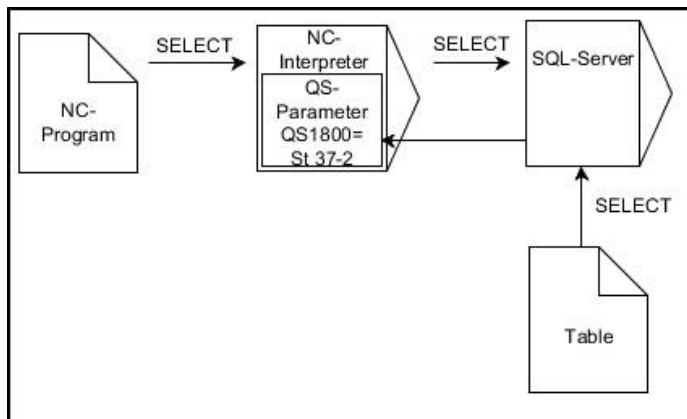 SELECT
NC-
Interpreter
SELECT
SQL-Server
NC-
Program
QS-
Parameter
QS1800=
St 37-2
SELECT
Table